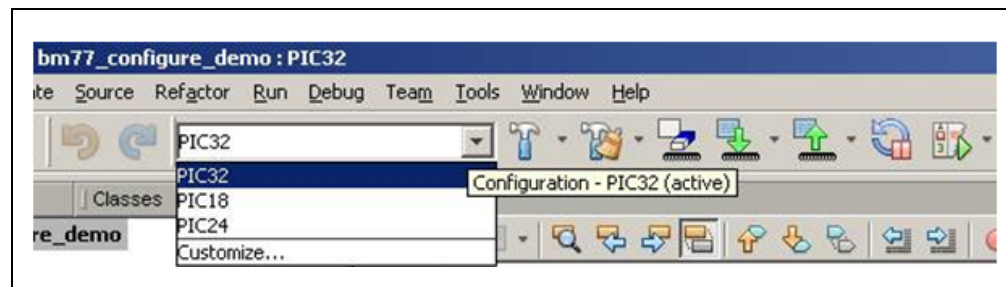 bm77_configure_demo : PIC32
Source Refactor Run Debug Team Tools Window Help
PIC32
PIC32
Configuration - PIC32 (active)
Classes
PIC18
PIC24
re_demo
Customize...